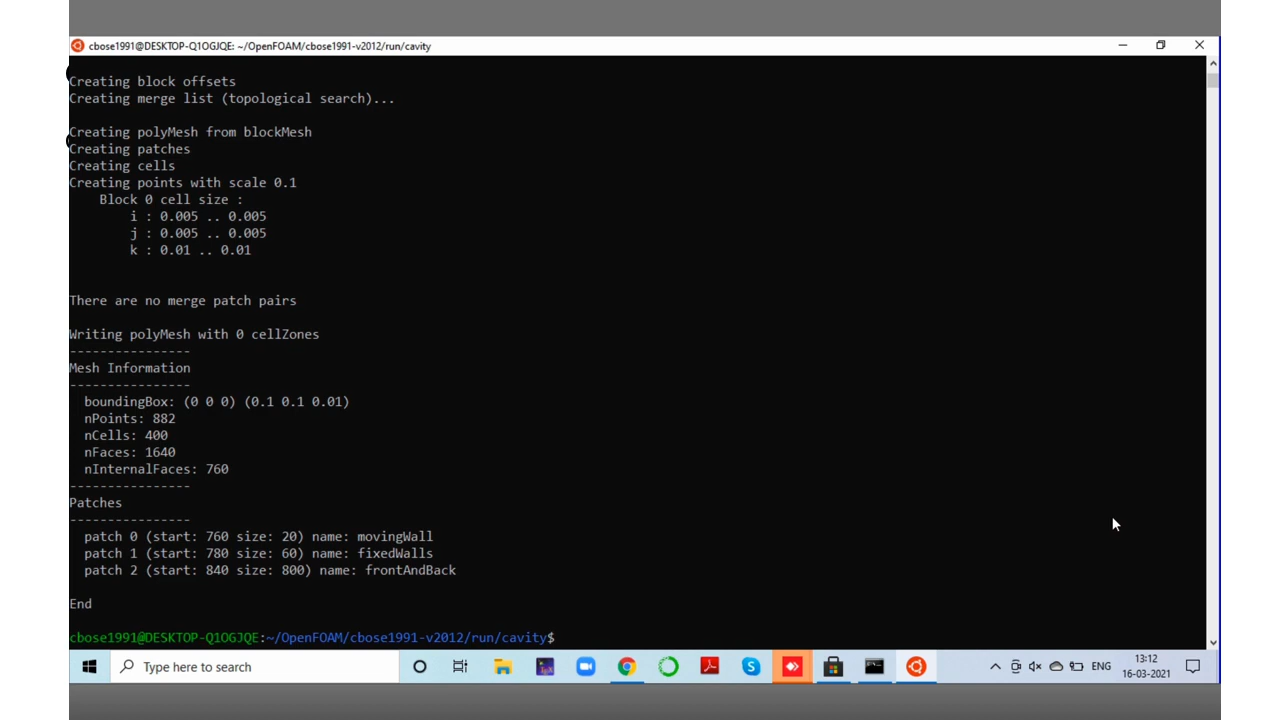 cbose1991@DESKTOP-Q1OGJQE: ~/OpenFOAM/cbose1991-v2012/run/cavity
Creating block offsets
Creating merge list (topological search)...
Creating polyMesh from blockMesh
Creating patches
Creating cells
Creating points with scale 0.1
Block 0 cell size :
i : 0.005 .. 0.005
j : 0.005 .. 0.005
k : 0.01 .. 0.01
There are no merge patch pairs
Writing polyMesh with 0 cellZones
----------------
Mesh Information
----------------
boundingBox: (0 0 0) (0.1 0.1 0.01)
nPoints: 882
nCells: 400
nFaces: 1640
nInternalFaces: 760
----------------
Patches
----------------
patch 0 (start: 760 size: 20) name: movingWall
patch 1 (start: 780 size: 60) name: fixedWalls
patch 2 (start: 840 size: 800) name: frontAndBack
End
cbose1991@DESKTOP-Q1OGJQE:~/OpenFOAM/cbose1991-v2012/run/cavity$
Type here to search
ENG
13:12
16-03-2021